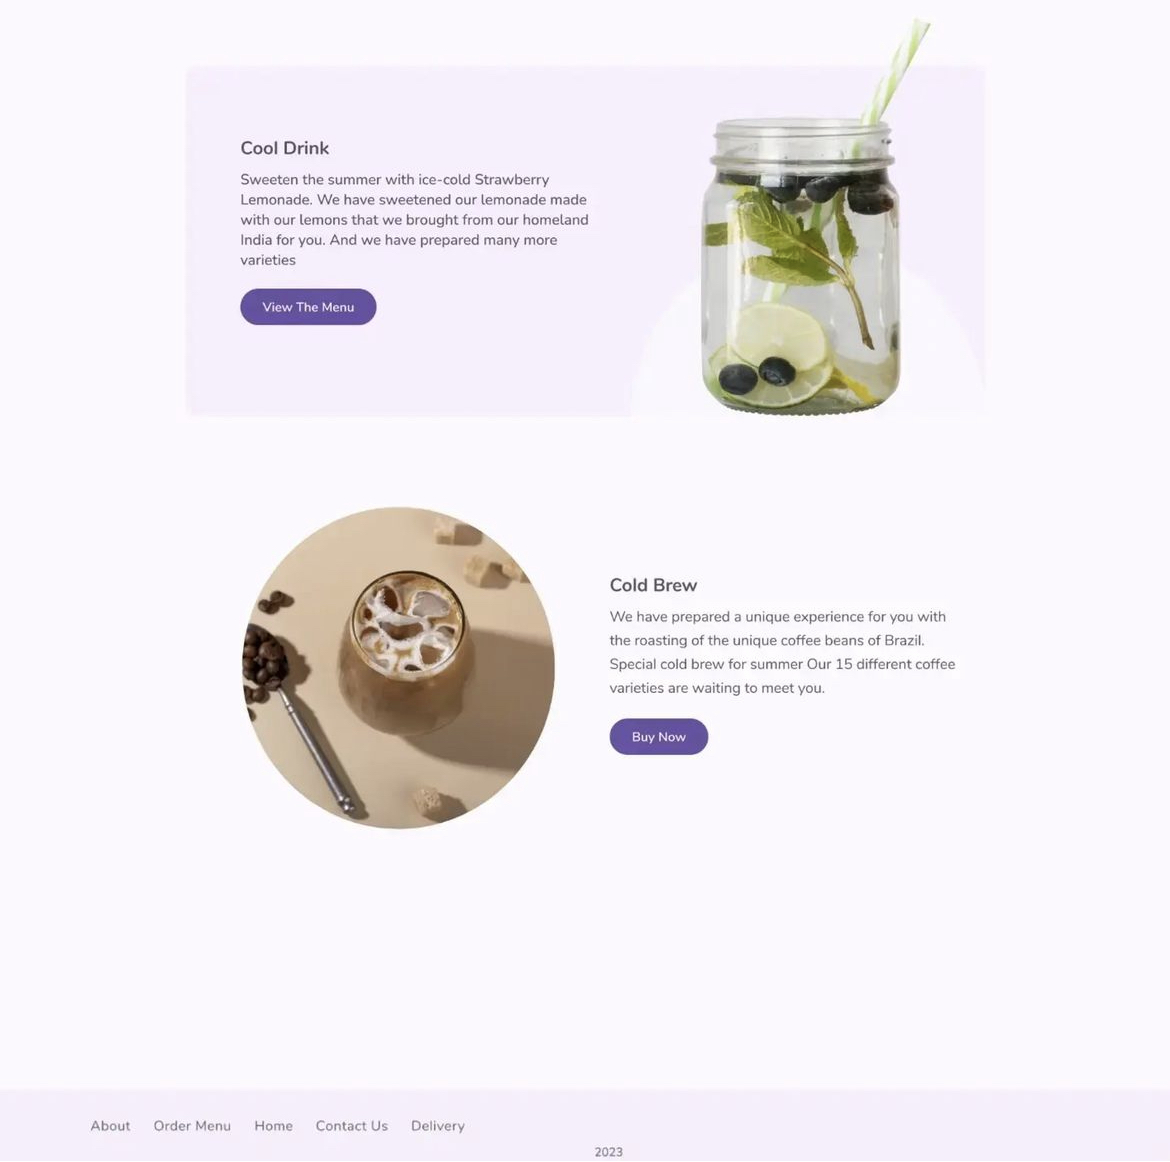 Cool Drink
Sweeten the summer with ice-cold Strawberry
Lemonade. We have sweetened our lemonade made
with our lemons that we brought from our homeland
India for you. And we have prepared many more
varieties
View The Menu
Cold Brew
We have prepared a unique experience for you with
the roasting of the unique coffee beans of Brazil.
Special cold brew for summer Our 15 different coffee
varieties are waiting to meet you.
Buy Now
About Order Menu Home Contact Us Delivery
2023